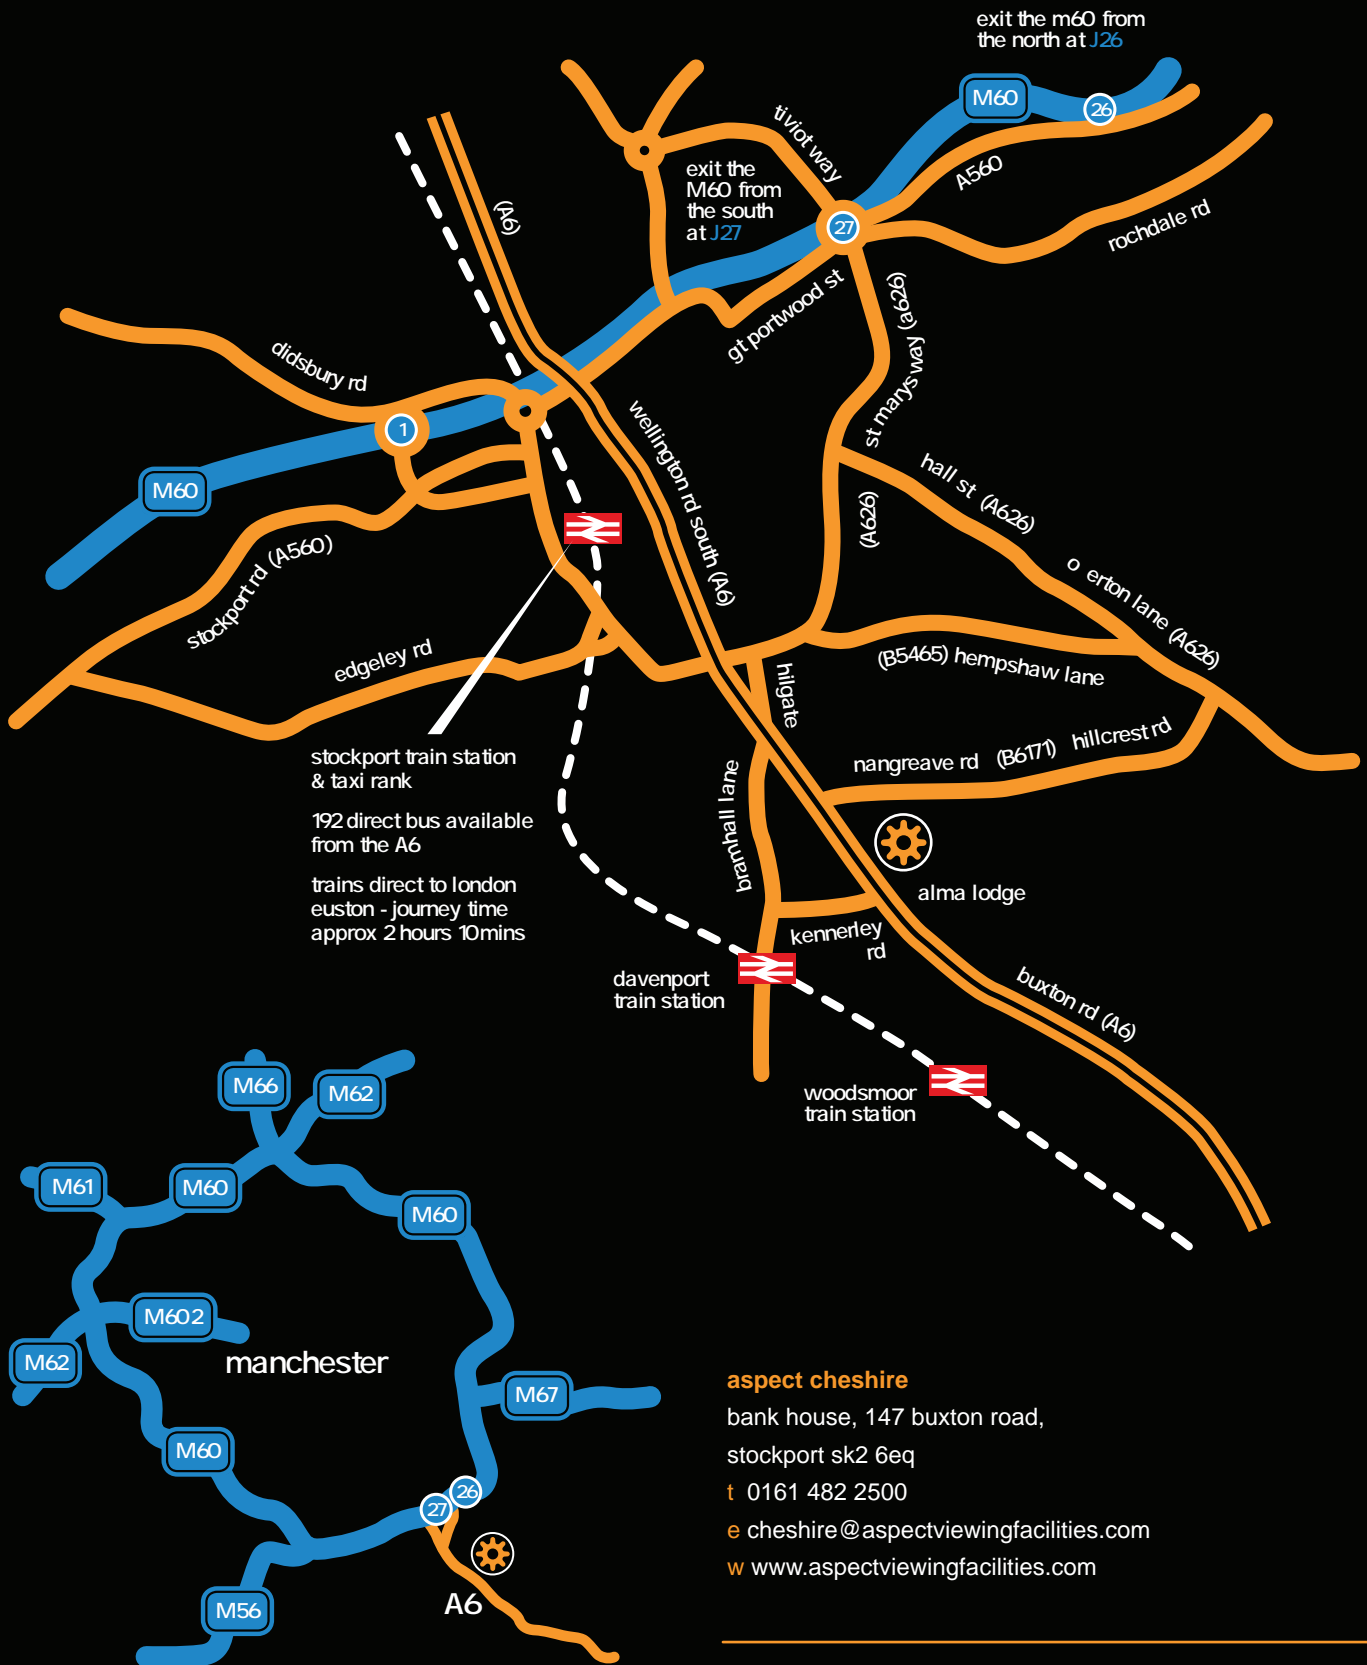 exit the m60 from
the north at J26
M60
26
tiviot way
A560
exit the
M60 from
the south
at J27
(A6)
27
rochdale rd
gt portwood st
st marys way (a626)
didsbury rd
1
M60
wellington rd south (A6)
hall st (A626)
(A626)
stockport rd (A560)
o erton lane (A626)
edgeley rd
(B5465) hempshaw lane
hilgate
stockport train station
& taxi rank
192 direct bus available
from the A6
trains direct to london
euston - journey time
approx 2 hours 10mins
nangreave rd (B6171) hillcrest rd
bramhall lane
alma lodge
kennerley
rd
davenport
train station
buxton rd (A6)
woodsmoor
train station
M66
M62
M61
M60
M60
M602
M62
manchester
M67
M60
26
27
M56
A6
aspect cheshire
bank house, 147 buxton road,
stockport sk2 6eq
t 0161 482 2500
e cheshire@aspectviewingfacilities.com
w www.aspectviewingfacilities.com